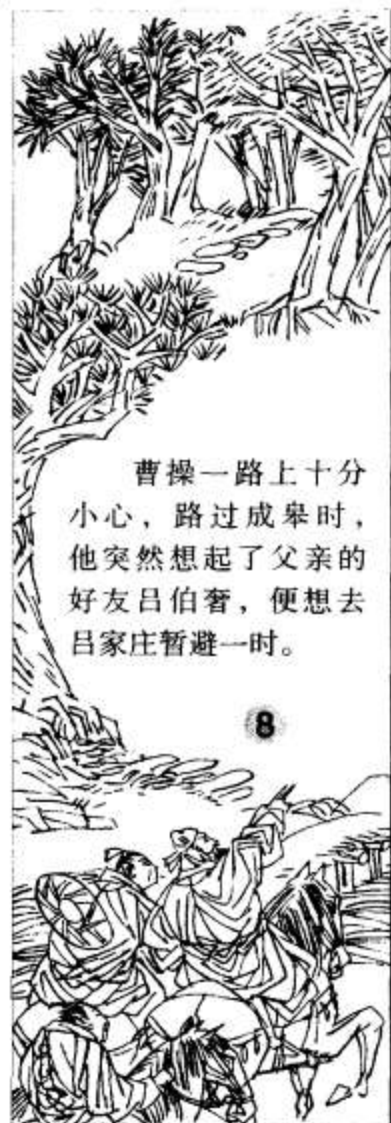 曹操一路上十分
小心，路过成皋时，
他突然想起了父亲的
好友吕伯奢，便想去
吕家庄暂避一时。
8